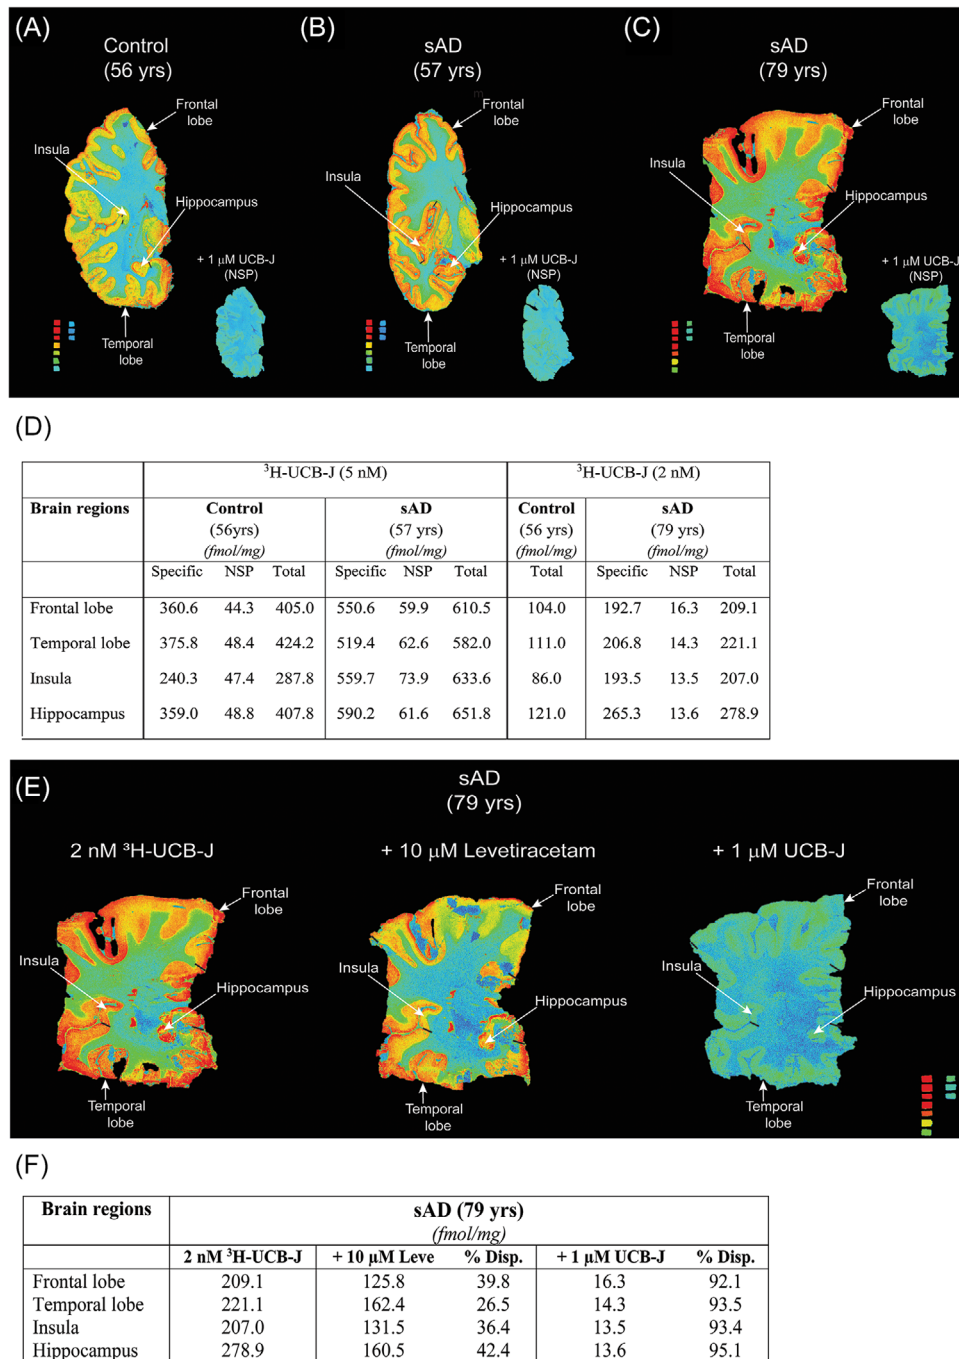 (A)
Control
(56 yrs)
Frontal
lobe
Insula
Hippocampus
+ 1 μM UCB-J
(NSP)
Temporal
lobe
(B)
sAD
(57 yrs)
m
Frontal
lobe
Insula
Hippocampus
+ 1 μM UCB-J
(NSP)
Temporal
lobe
(C)
sAD
(79 yrs)
Frontal
lobe
Insula
Hippocampus
+ 1 μM UCB-J
(NSP)
Temporal
lobe
(D)
³H-UCB-J (5 nM) ³H-UCB-J (2 nM)
Brain regions Control sAD Control sAD
(56yrs) (57 yrs) (56 yrs) (79 yrs)
(fmol/mg) (fmol/mg) (fmol/mg) (fmol/mg)
Specific NSP Total Specific NSP Total Total Specific NSP Total
Frontal lobe 360.6 44.3 405.0 550.6 59.9 610.5 104.0 192.7 16.3 209.1
Temporal lobe 375.8 48.4 424.2 519.4 62.6 582.0 111.0 206.8 14.3 221.1
Insula 240.3 47.4 287.8 559.7 73.9 633.6 86.0 193.5 13.5 207.0
Hippocampus 359.0 48.8 407.8 590.2 61.6 651.8 121.0 265.3 13.6 278.9
(E)
sAD
(79 yrs)
2 nM ³H-UCB-J
Frontal
lobe
Insula
Hippocampus
Temporal
lobe
+ 10 μM Levetiracetam
Frontal
lobe
Insula
Hippocampus
Temporal
lobe
+ 1 μM UCB-J
Frontal
lobe
Insula
Hippocampus
Temporal
lobe
(F)
Brain regions sAD (79 yrs)
(fmol/mg)
2 nM ³H-UCB-J + 10 μM Leve % Disp. + 1 μM UCB-J % Disp.
Frontal lobe 209.1 125.8 39.8 16.3 92.1
Temporal lobe 221.1 162.4 26.5 14.3 93.5
Insula 207.0 131.5 36.4 13.5 93.4
Hippocampus 278.9 160.5 42.4 13.6 95.1